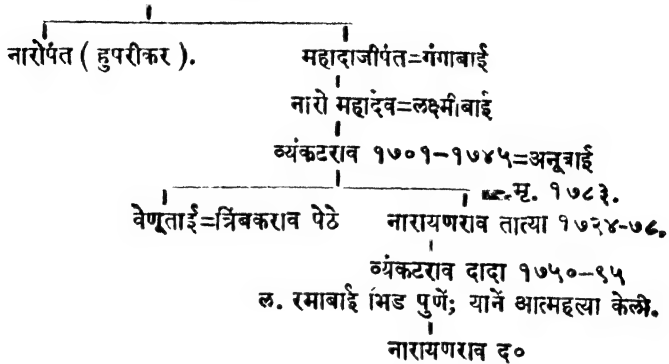 नारोपंत ( हुपरीकर ). महादाजीपंत=गंगाबाई
नारो महादेव=लक्ष्मीबाई
व्यंकटराव १७०१-१७४५=अनूबाई
मृ. १७८३.
वेणूताई=त्रिंबकराव पेठे नारायणराव तात्या १७२४-७८.
व्यंकटराव दादा १७५०-९५
ल. रमाबाई भिड पुणें; यानें आत्महत्या केली.
नारायणराव द०